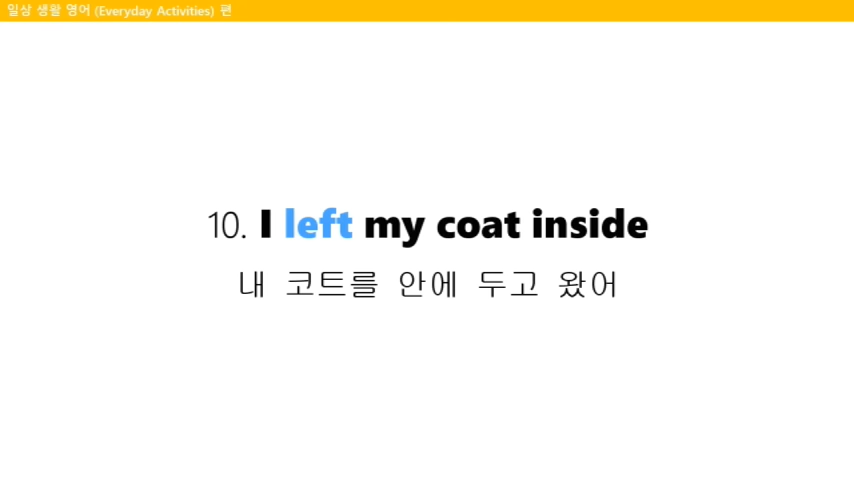 일상 생활 영어 (Everyday Activities) 편
10. I left my coat inside
내 코트를 안에 두고 왔어